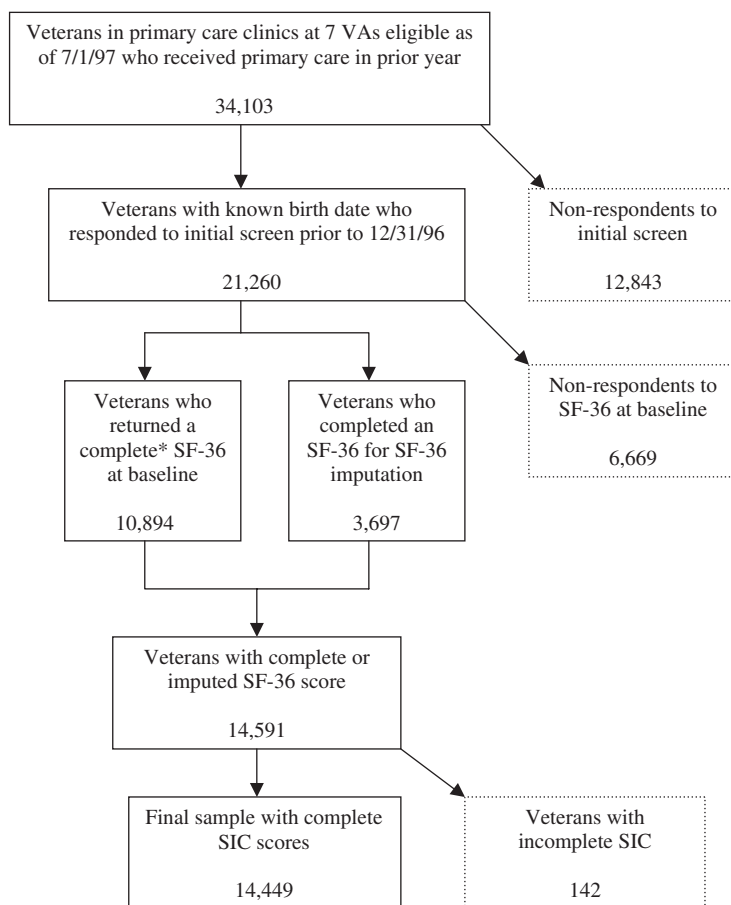 Veterans in primary care clinics at 7 VAs eligible as
of 7/1/97 who received primary care in prior year
34,103
Veterans with known birth date who
responded to initial screen prior to 12/31/96
21,260
Non-respondents to
initial screen
12,843
Veterans who
returned a
complete* SF-36
at baseline
10,894
Veterans who
completed an
SF-36 for SF-36
imputation
3,697
Non-respondents to
SF-36 at baseline
6,669
Veterans with complete or
imputed SF-36 score
14,591
Final sample with complete
SIC scores
14,449
Veterans with
incomplete SIC
142